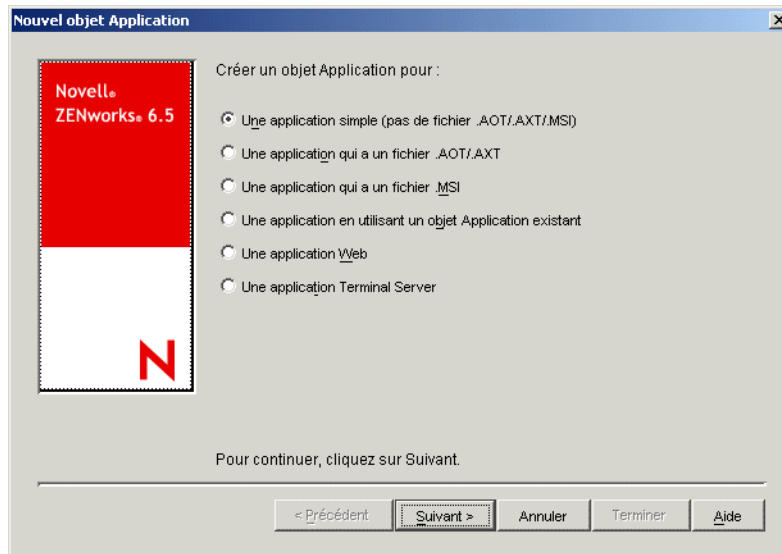 Nouvel objet Application
Novell®
ZENworks® 6.5
Créer un objet Application pour :
Une application simple (pas de fichier .AOT/.AXT/.MSI)
Une application qui a un fichier .AOT/.AXT
Une application qui a un fichier .MSI
Une application en utilisant un objet Application existant
Une application Web
Une application Terminal Server
N
Pour continuer, cliquez sur Suivant.
< Précédent
Suivant >
Annuler
Terminer
Aide